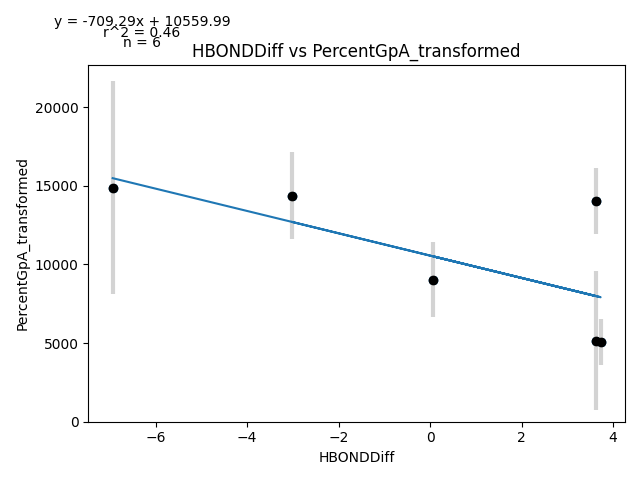 y = -709.29x + 10559.99
r^2 = 0.46
n = 6
HBONDDiff vs PercentGpA_transformed
PercentGpA_transformed
20000
15000
10000
5000
0
−6
−4
−2
0
2
4
HBONDDiff